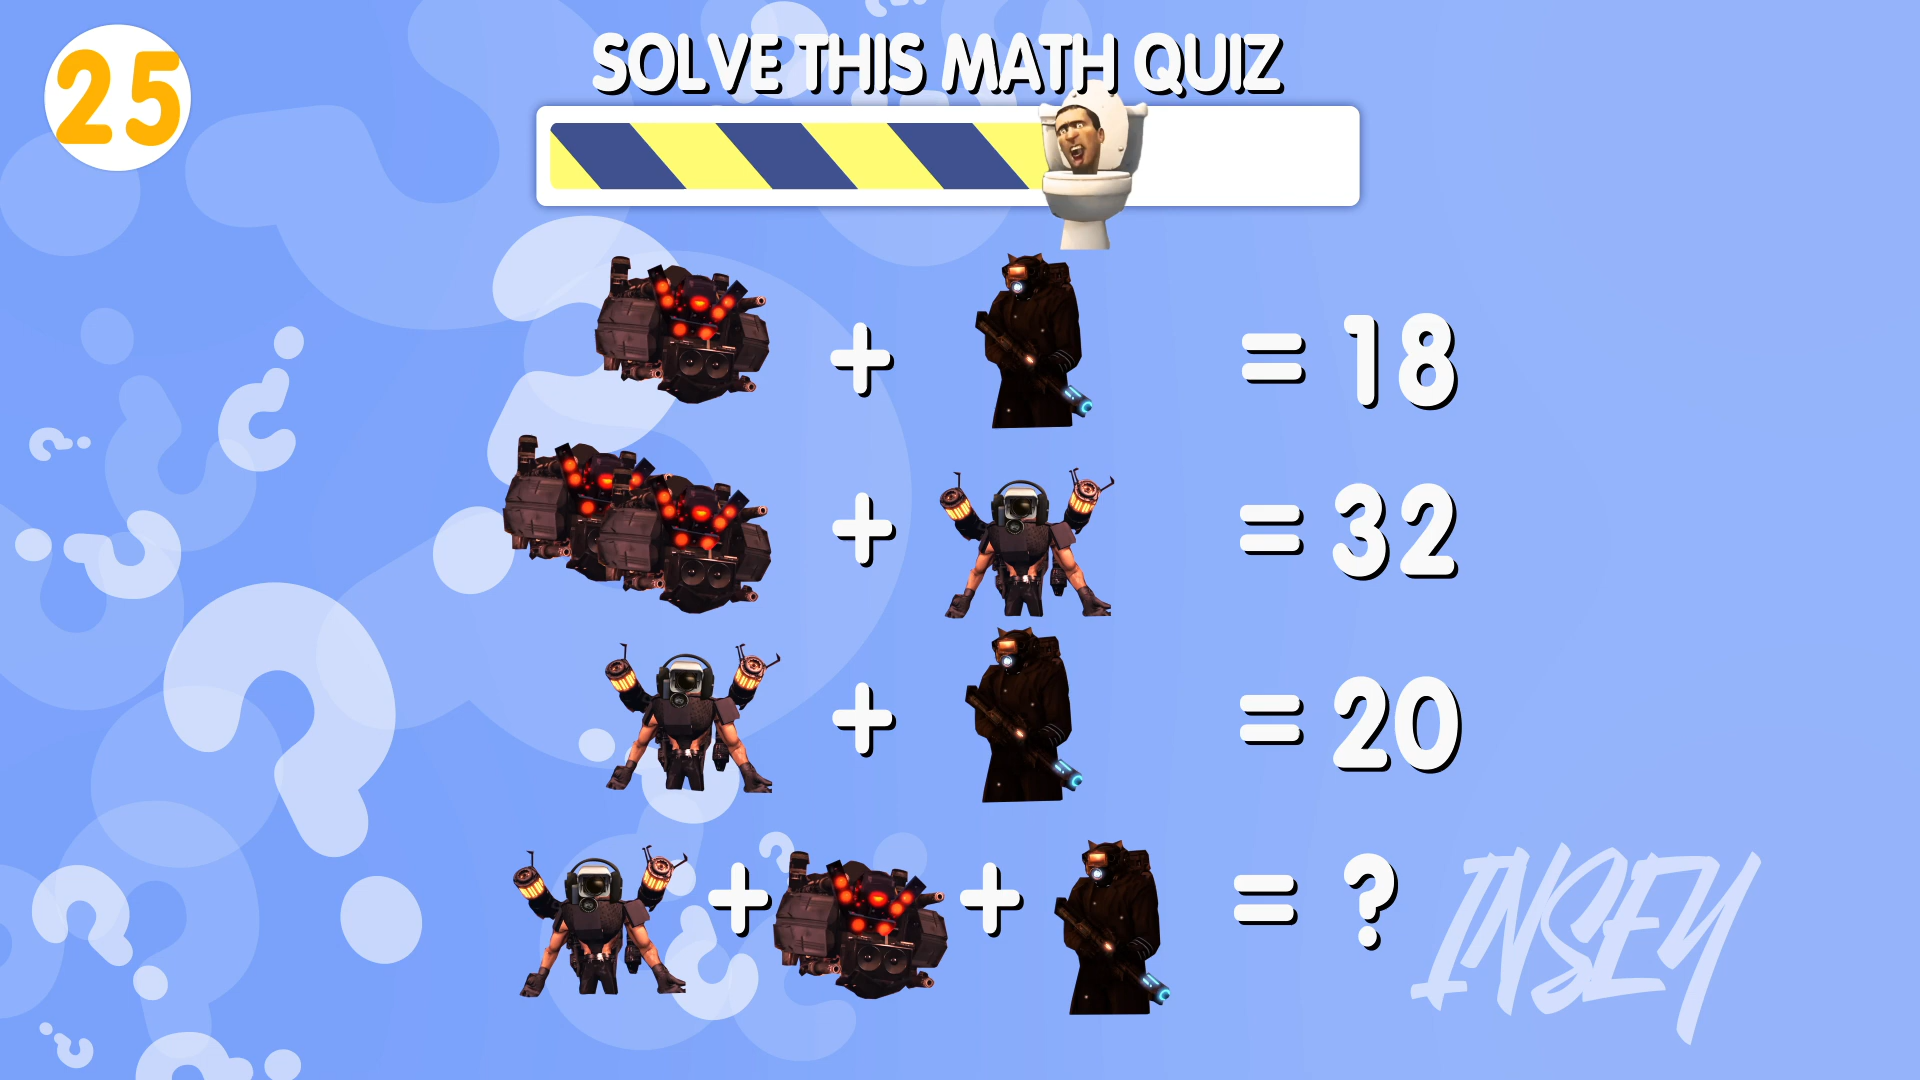 25
SOLVE THIS MATH QUIZ
+ = 18
+ = 32
+ = 20
+ + = ?
INSEY